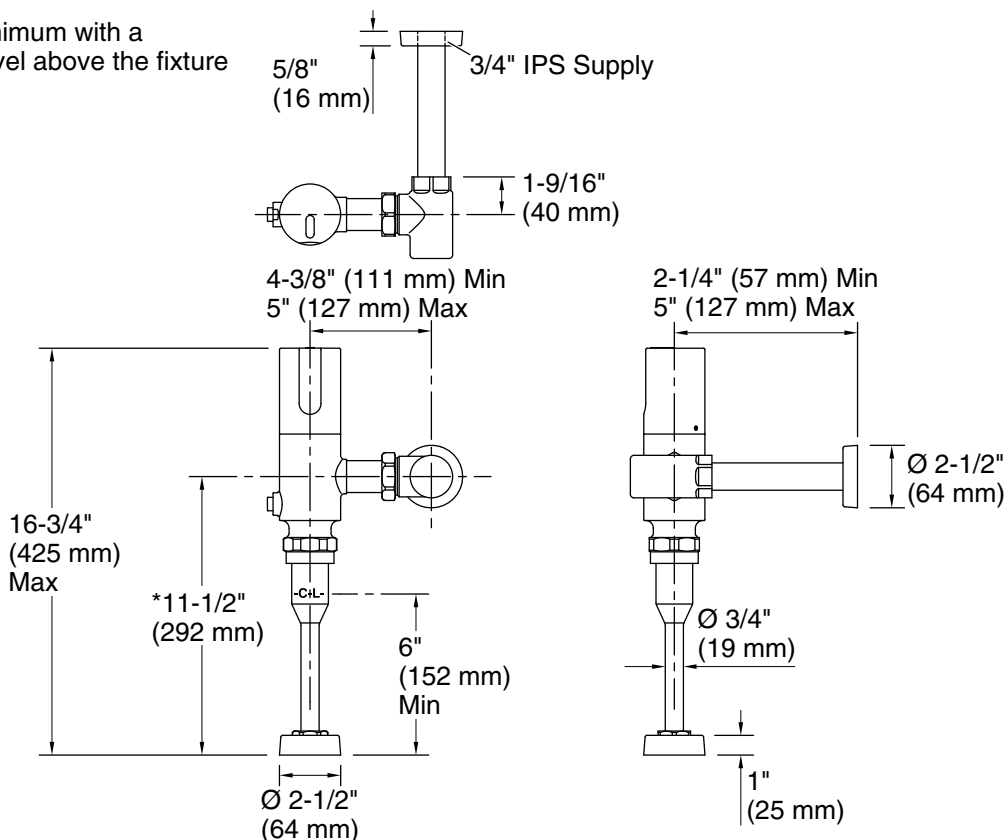 nimum with a
vel above the fixture
5/8"
(16 mm)
3/4" IPS Supply
1-9/16"
(40 mm)
4-3/8" (111 mm) Min
5" (127 mm) Max
2-1/4" (57 mm) Min
5" (127 mm) Max
Ø 2-1/2"
(64 mm)
16-3/4"
(425 mm)
Max
*11-1/2"
(292 mm)
-C+L-
6"
(152 mm)
Min
Ø 3/4"
(19 mm)
Ø 2-1/2"
(64 mm)
1"
(25 mm)